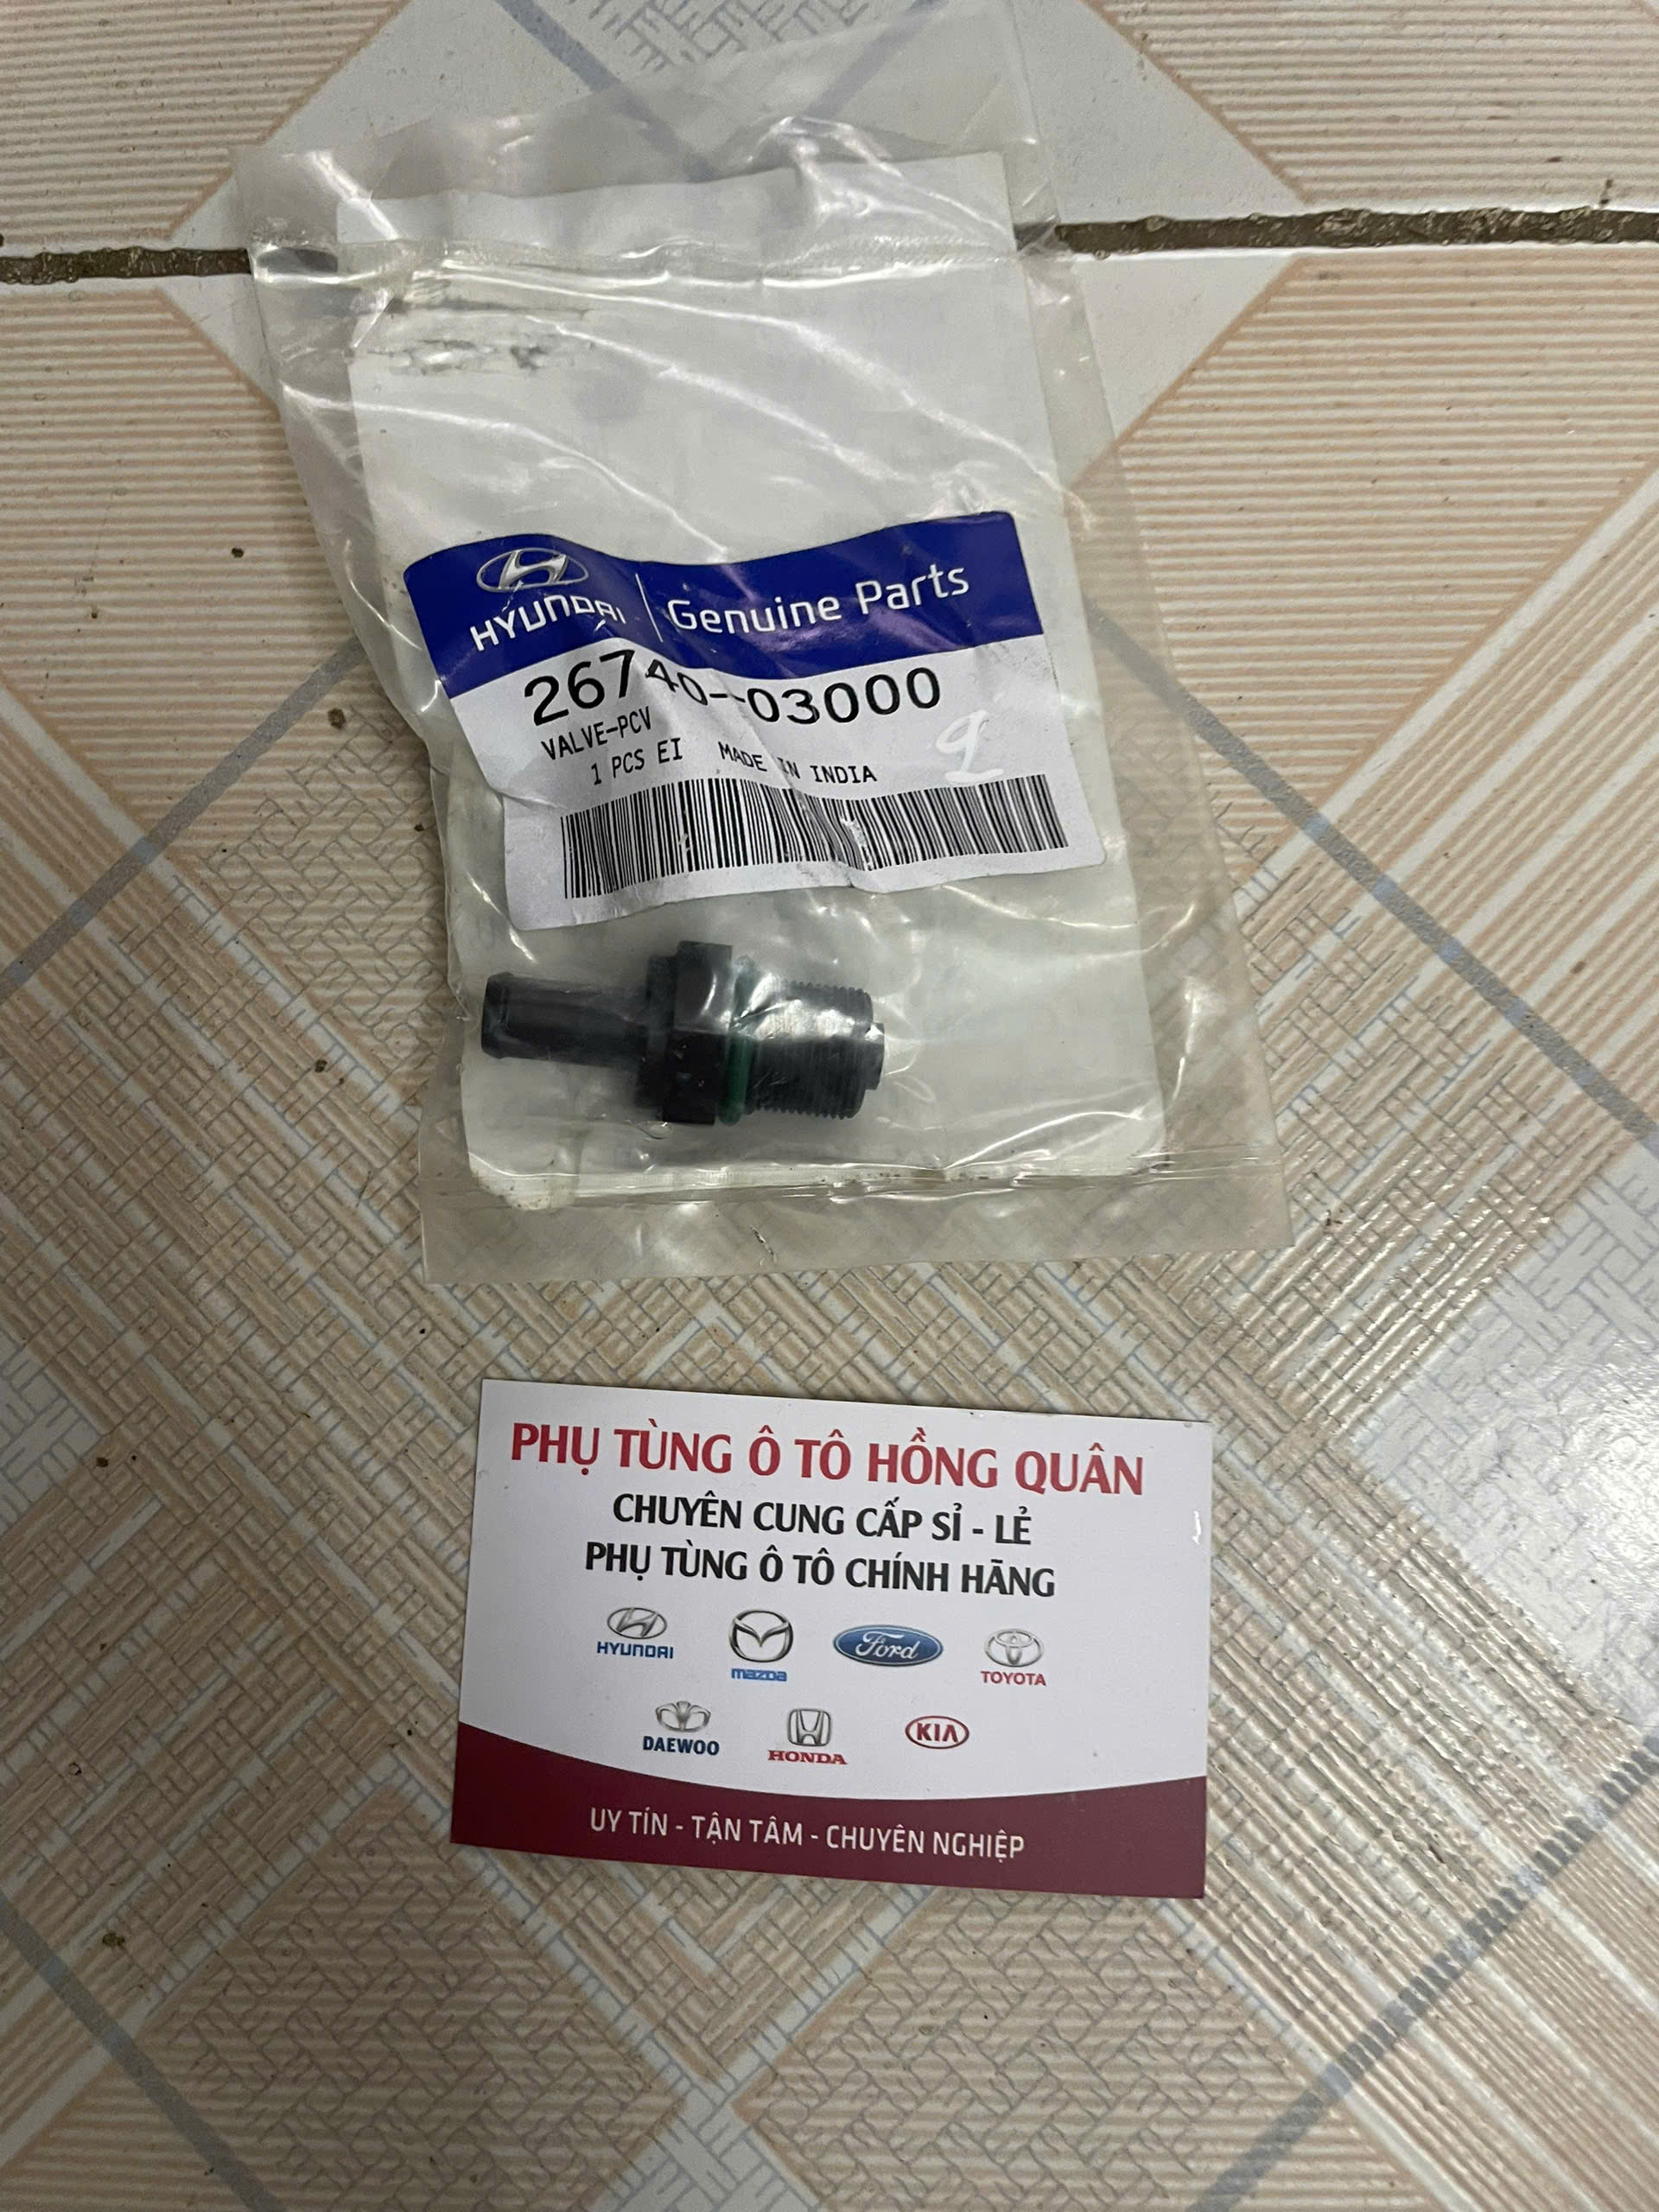 HYUNDAI | Genuine Parts
26740-03000
VALVE-PCV
1 PCS EI MADE IN INDIA
9
PHỤ TÙNG Ô TÔ HỒNG QUÂN
CHUYÊN CUNG CẤP SỈ - LẺ
PHỤ TÙNG Ô TÔ CHÍNH HÃNG
HYUNDAI mazda Ford TOYOTA
DAEWOO HONDA KIA
UY TÍN - TẬN TÂM - CHUYÊN NGHIỆP